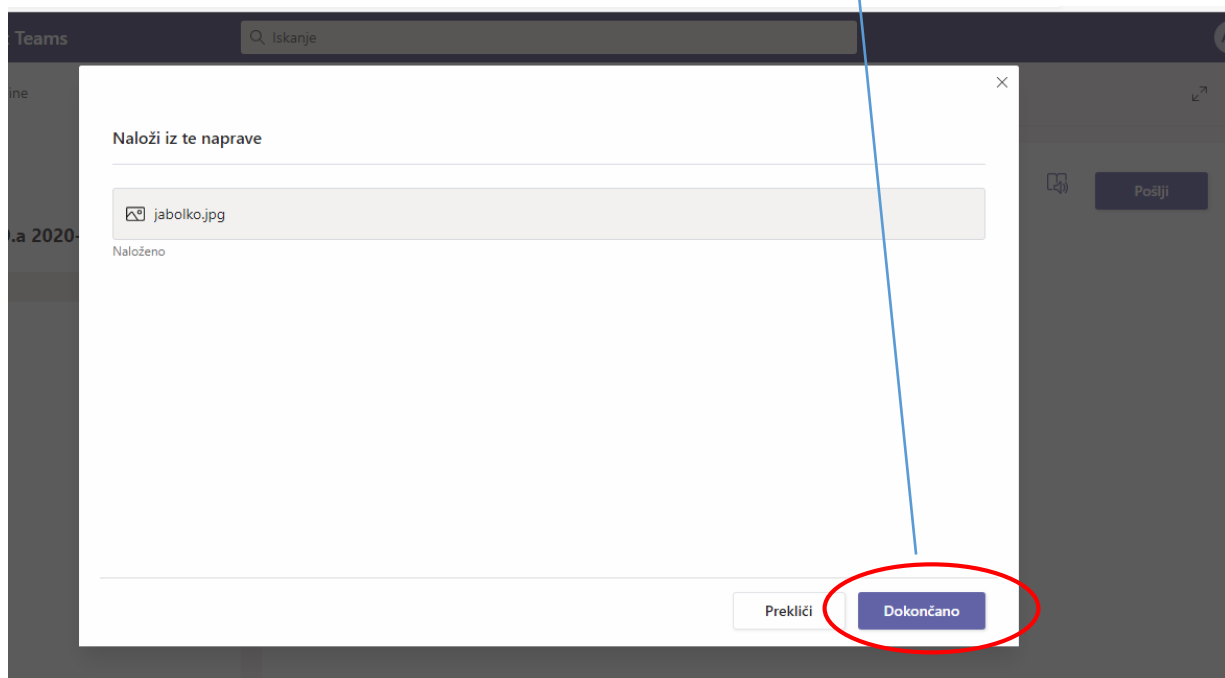 Teams
Iskanje
ine
Naloži iz te naprave
Pošlji
jabolko.jpg
.a 2020-
Naloženo
Prekliči
Dokončano